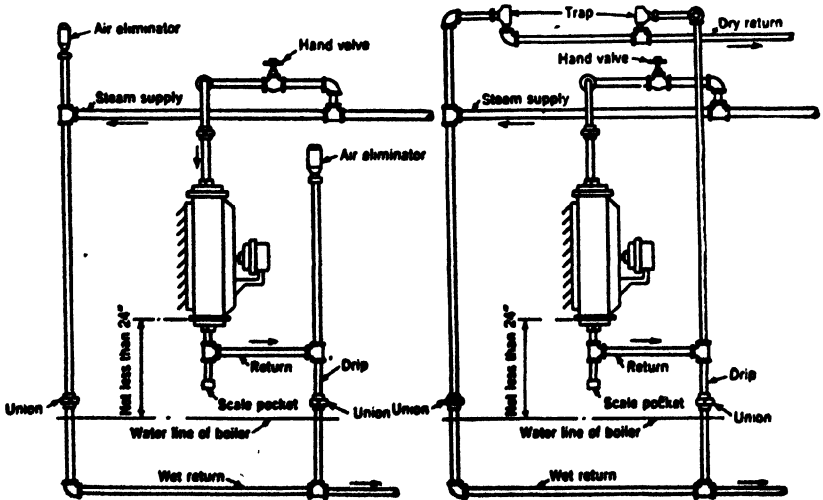 Air eliminator
Hand valve
Steam supply
Air eliminator
Not less than 24"
Return
Drip
Scale pocket
Union
Union
Water line of boiler
Wet return
Trap
Dry return
Hand valve
Steam supply
Not less than 24"
Return
Drip
Scale pocket
Union
Union
Water line of boiler
Wet return